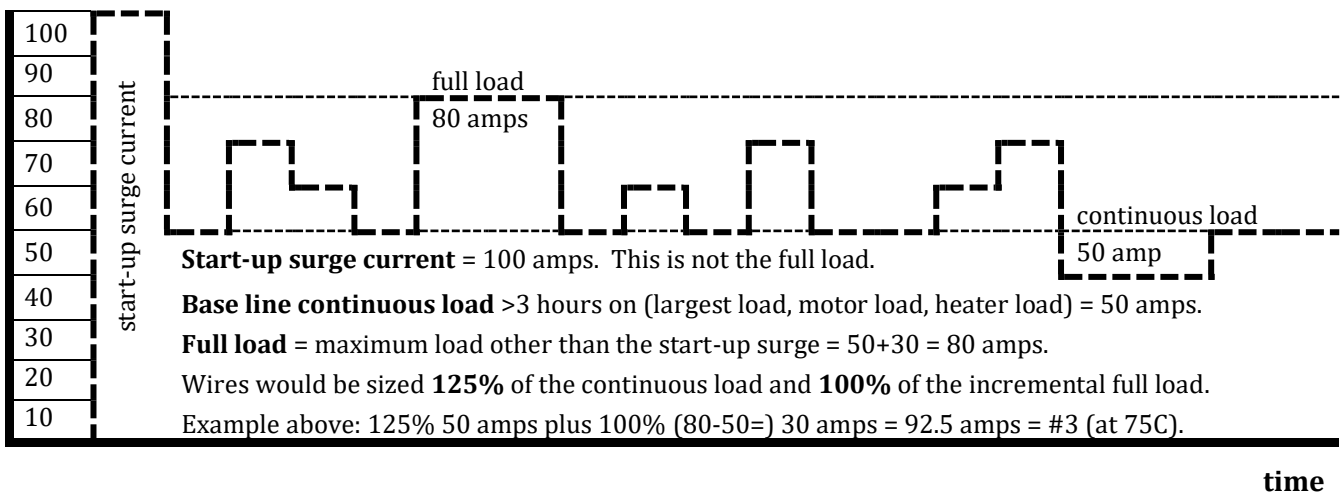 100
90
80
70
60
50
40
30
20
10
start-up surge current
full load
80 amps
continuous load
50 amp
Start-up surge current = 100 amps.  This is not the full load.
Base line continuous load >3 hours on (largest load, motor load, heater load) = 50 amps.
Full load = maximum load other than the start-up surge = 50+30 = 80 amps.
Wires would be sized 125% of the continuous load and 100% of the incremental full load.
Example above: 125% 50 amps plus 100% (80-50=) 30 amps = 92.5 amps = #3 (at 75C).
time